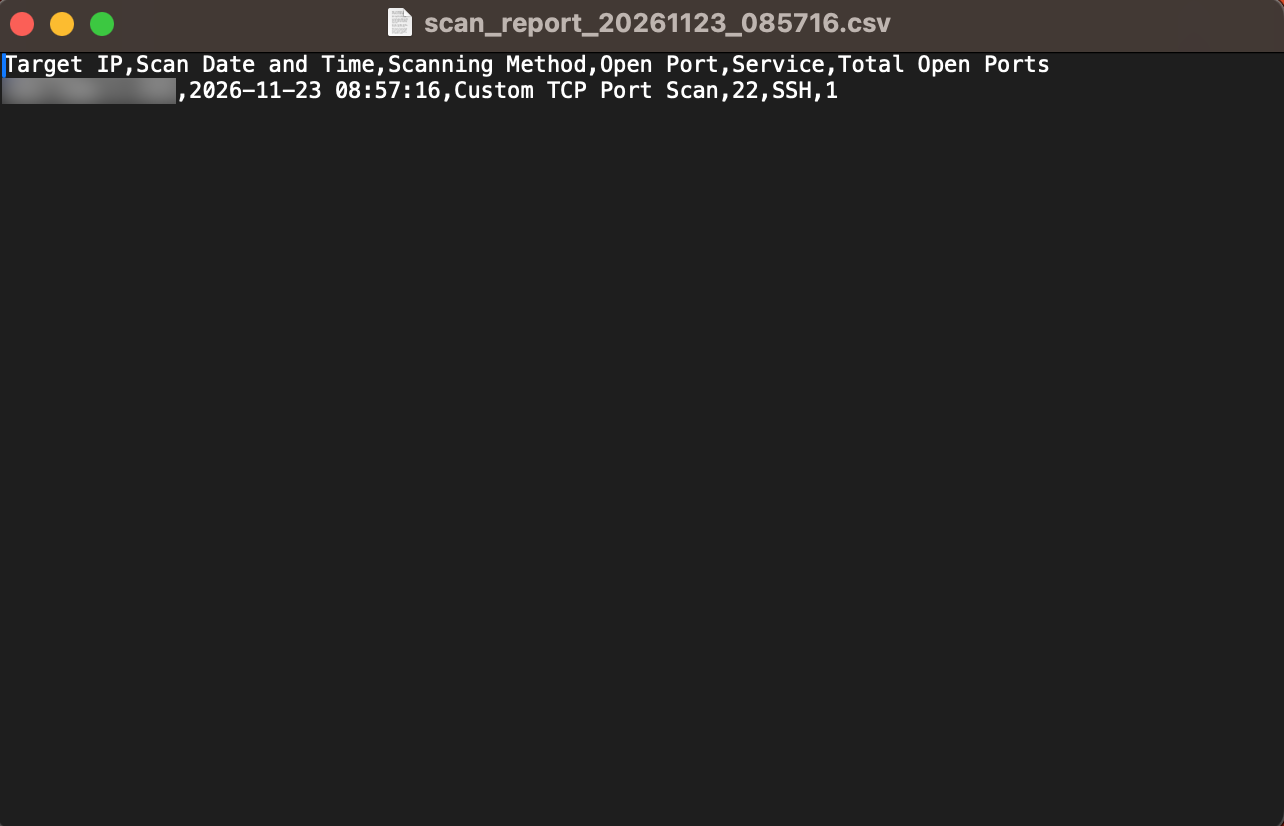 scan_report_20261123_085716.csv
Target IP,Scan Date and Time,Scanning Method,Open Port,Service,Total Open Ports
,2026-11-23 08:57:16,Custom TCP Port Scan,22,SSH,1